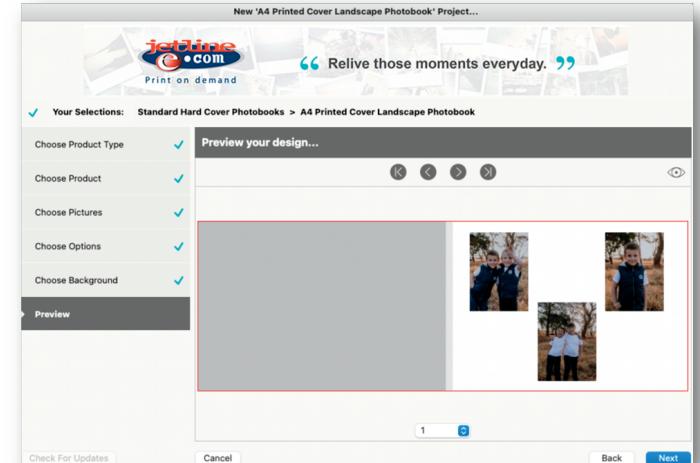 New 'A4 Printed Cover Landscape Photobook' Project...
jetline
e.com
Print on demand
“ Relive those moments everyday. ”
Your Selections: Standard Hard Cover Photobooks > A4 Printed Cover Landscape Photobook
Choose Product Type
Preview your design...
Choose Product
Choose Pictures
Choose Options
Choose Background
Preview
1
Check For Updates
Cancel
Back
Next